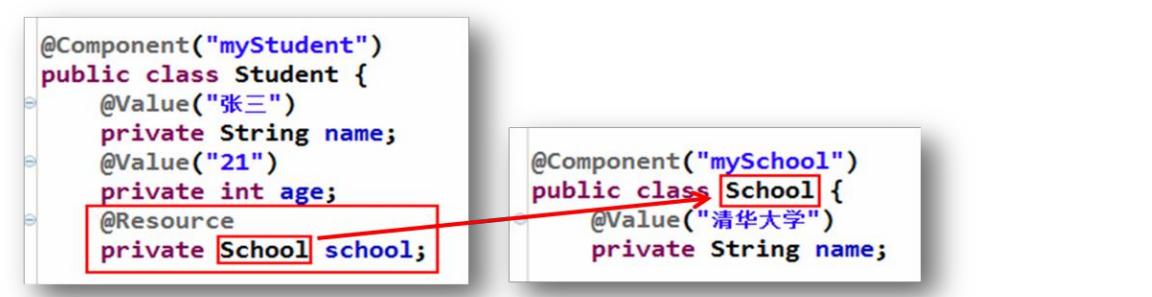 @Component("myStudent")
public class Student {
@Value("张三")
private String name;
@Value("21")
private int age;
@Resource
private School school;
@Component("mySchool")
public class School {
@Value("清华大学")
private String name;